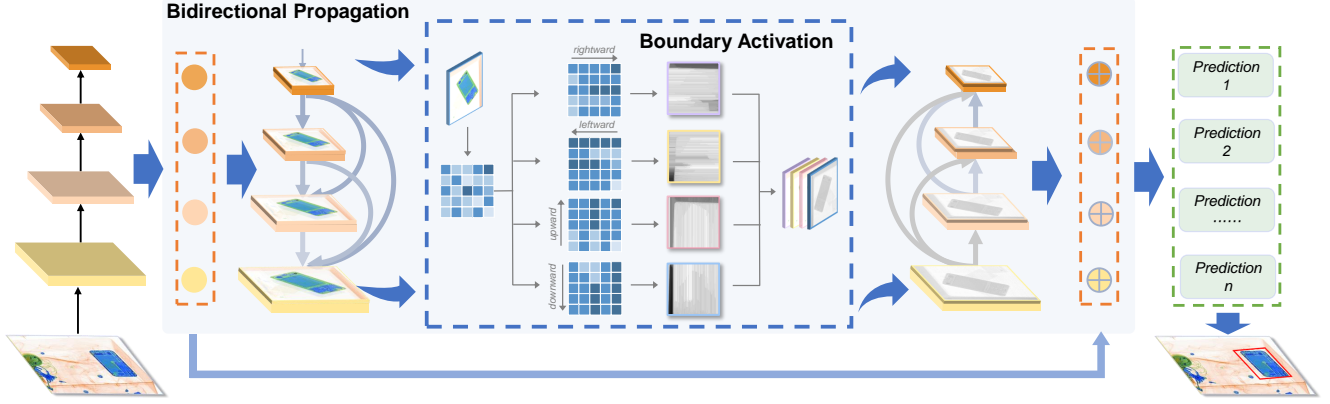 Bidirectional Propagation
Boundary Activation
rightward
leftward
upward
downward
Prediction
1
Prediction
2
Prediction
......
Prediction
n